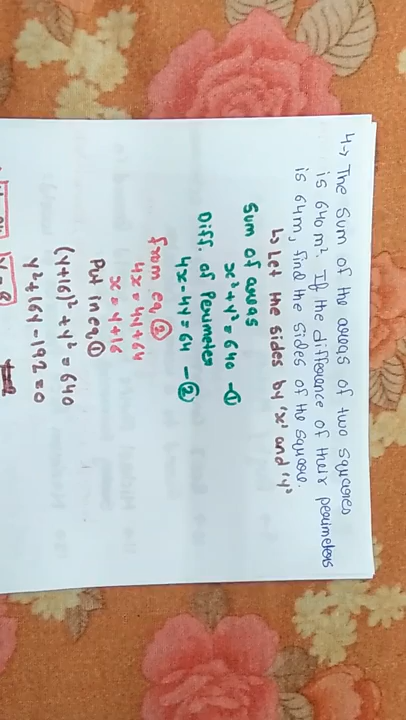 4→ The sum of the areas of two squares
is 640 m². If the difference of their perimeters
is 64m, find the sides of the square.
↳ Let the sides by 'x' and 'y'
Sum of areas
x² + y² = 640 -①
Diff. of Perimeter
4x - 4y = 64 - ②
from eq ②
4x = 4y + 64
x = y + 16
Put in eq ①
(y+16)² + y² = 640
y² + 16y - 192 = 0